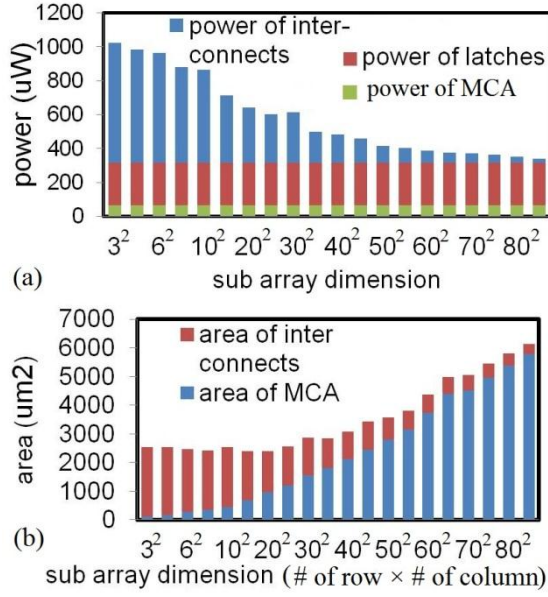 1200
1000
800
600
400
200
0
power (uW)
power of inter-
connects
power of latches
power of MCA
3² 6² 10² 20² 30² 40² 50² 60² 70² 80²
sub array dimension
(a)
7000
6000
5000
4000
3000
2000
1000
0
area (um2)
area of inter
connects
area of MCA
3² 6² 10² 20² 30² 40² 50² 60² 70² 80²
(b)
sub array dimension (# of row × # of column)